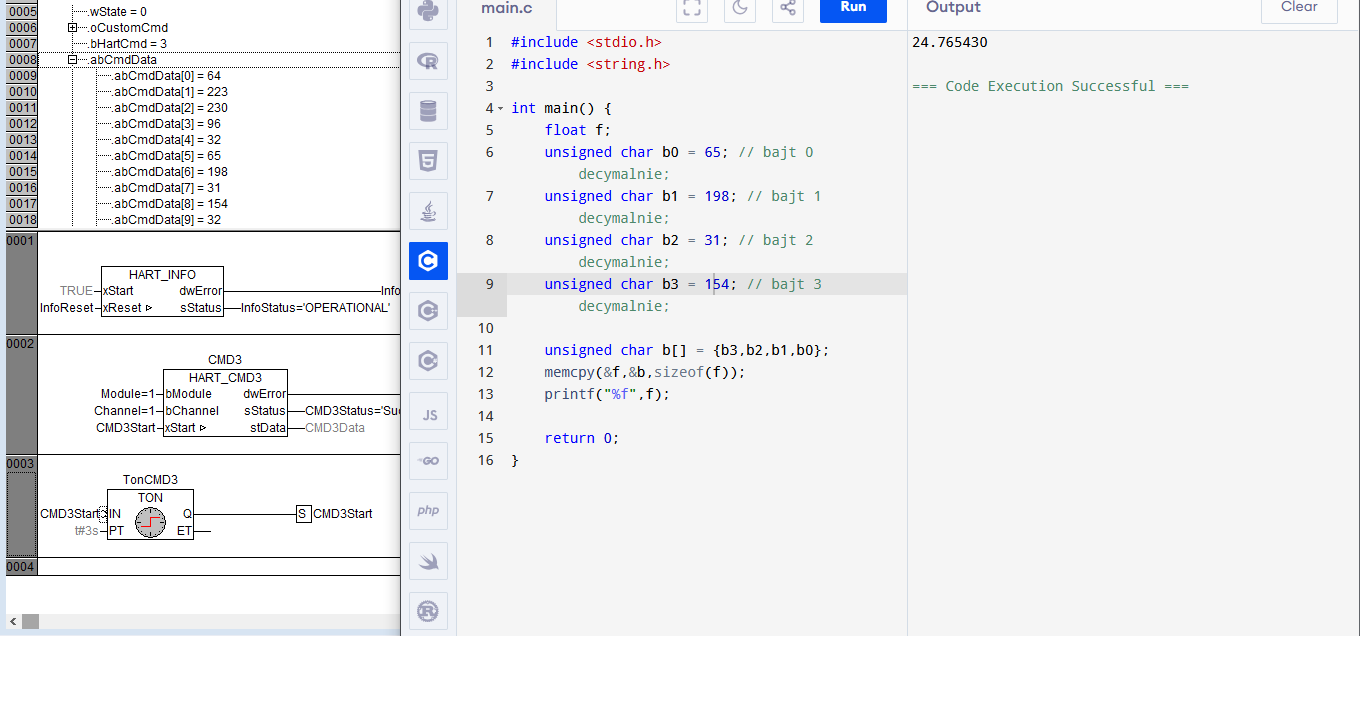 0005 .wState = 0
0006 .oCustomCmd
0007 .bHartCmd = 3
0008 .abCmdData
0009 .abCmdData[0] = 64
0010 .abCmdData[1] = 223
0011 .abCmdData[2] = 230
0012 .abCmdData[3] = 96
0013 .abCmdData[4] = 32
0014 .abCmdData[5] = 65
0015 .abCmdData[6] = 198
0016 .abCmdData[7] = 31
0017 .abCmdData[8] = 154
0018 .abCmdData[9] = 32
0001
HART_INFO
TRUE xStart dwError Info
InfoReset xReset sStatus InfoStatus='OPERATIONAL'
0002
CMD3
HART_CMD3
Module=1 bModule dwError
Channel=1 bChannel sStatus CMD3Status='Suc
CMD3Start xStart stData CMD3Data
0003
TonCMD3
TON
CMD3Start IN Q S CMD3Start
t#3s PT ET
0004
JS
GO
php
main.c
Run
1 #include <stdio.h>
2 #include <string.h>
3
4 int main() {
5 float f;
6 unsigned char b0 = 65; // bajt 0
decymalnie;
7 unsigned char b1 = 198; // bajt 1
decymalnie;
8 unsigned char b2 = 31; // bajt 2
decymalnie;
9 unsigned char b3 = 154; // bajt 3
decymalnie;
10
11 unsigned char b[] = {b3,b2,b1,b0};
12 memcpy(&f,&b,sizeof(f));
13 printf("%f",f);
14
15 return 0;
16 }
Output
Clear
24.765430
=== Code Execution Successful ===